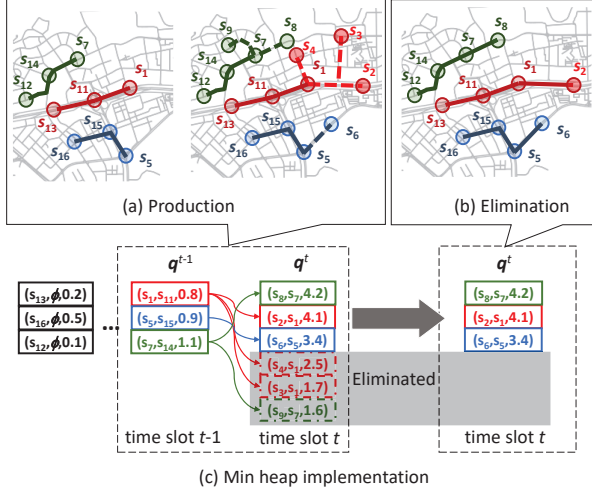 s7
s14
s12
s1
s11
s13
s15
s16
s5
s9
s7
s8
s14
s12
s4
s3
s1
s2
s11
s13
s15
s16
s6
s5
s8
s7
s14
s12
s1
s2
s11
s13
s15
s16
s6
s5
(a) Production
(b) Elimination
q^{t-1}
q^t
q^t
(s13,ϕ,0.2)
(s16,ϕ,0.5)
(s12,ϕ,0.1)
...
(s1,s11,0.8)
(s5,s15,0.9)
(s7,s14,1.1)
(s8,s7,4.2)
(s2,s1,4.1)
(s6,s5,3.4)
(s4,s1,2.5)
(s3,s1,1.7)
(s9,s7,1.6)
Eliminated
(s8,s7,4.2)
(s2,s1,4.1)
(s6,s5,3.4)
time slot t-1
time slot t
time slot t
(c) Min heap implementation